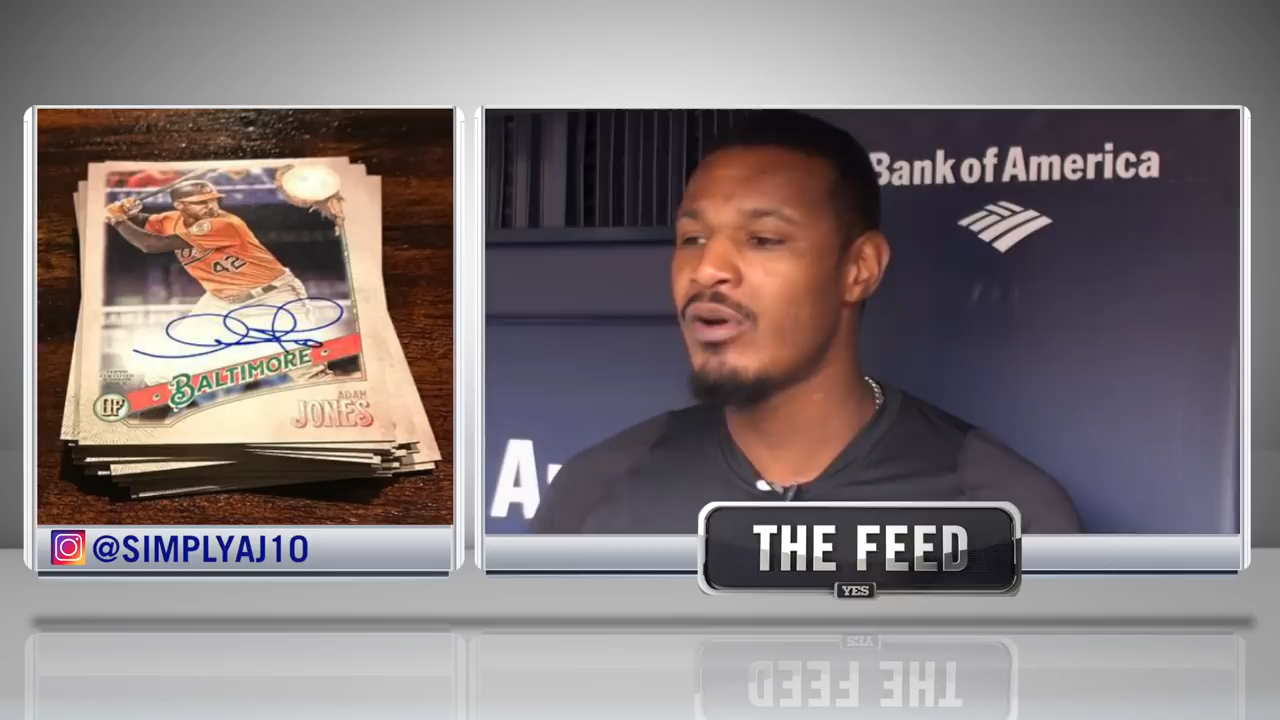 42
BALTIMORE
OF
ADAM
JONES
@SIMPLYAJ10
Bank of America
A
THE FEED
YES